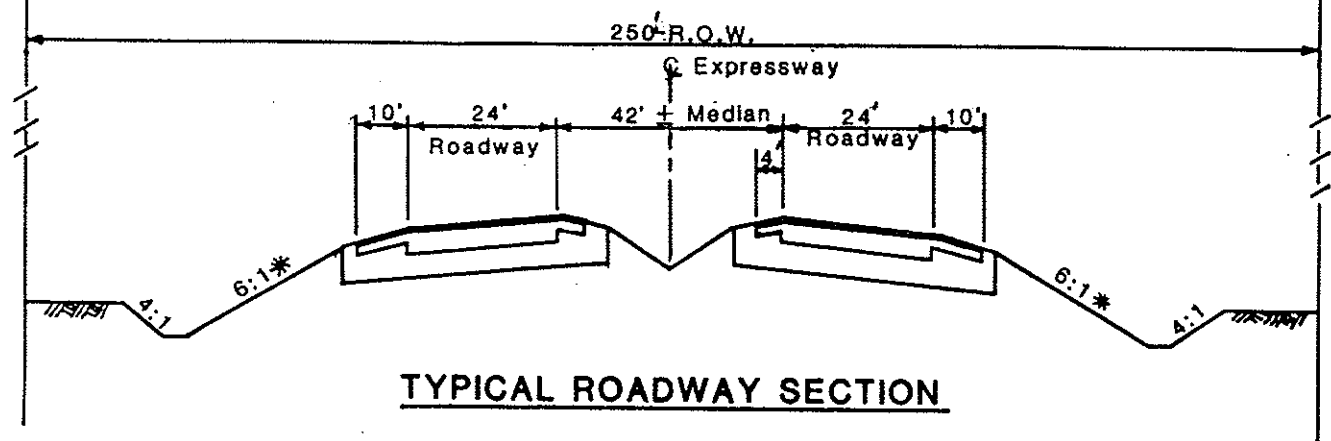 250' R.O.W.
℄ Expressway
10' 24' 42' ± Median 24' 10'
Roadway Roadway
4'
6:1* 6:1*
4:1 4:1
TYPICAL ROADWAY SECTION